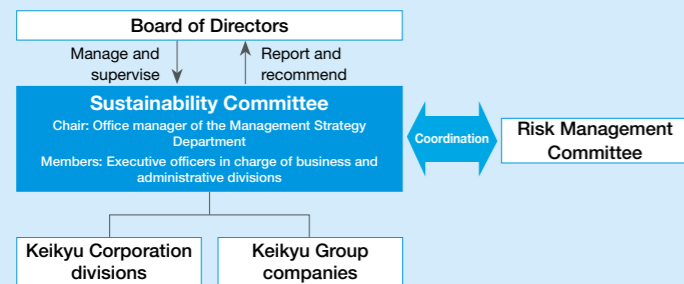 Board of Directors
Manage and
supervise
Report and
recommend
Sustainability Committee
Chair: Office manager of the Management Strategy
Department
Members: Executive officers in charge of business and
administrative divisions
Coordination
Risk Management
Committee
Keikyu Corporation
divisions
Keikyu Group
companies